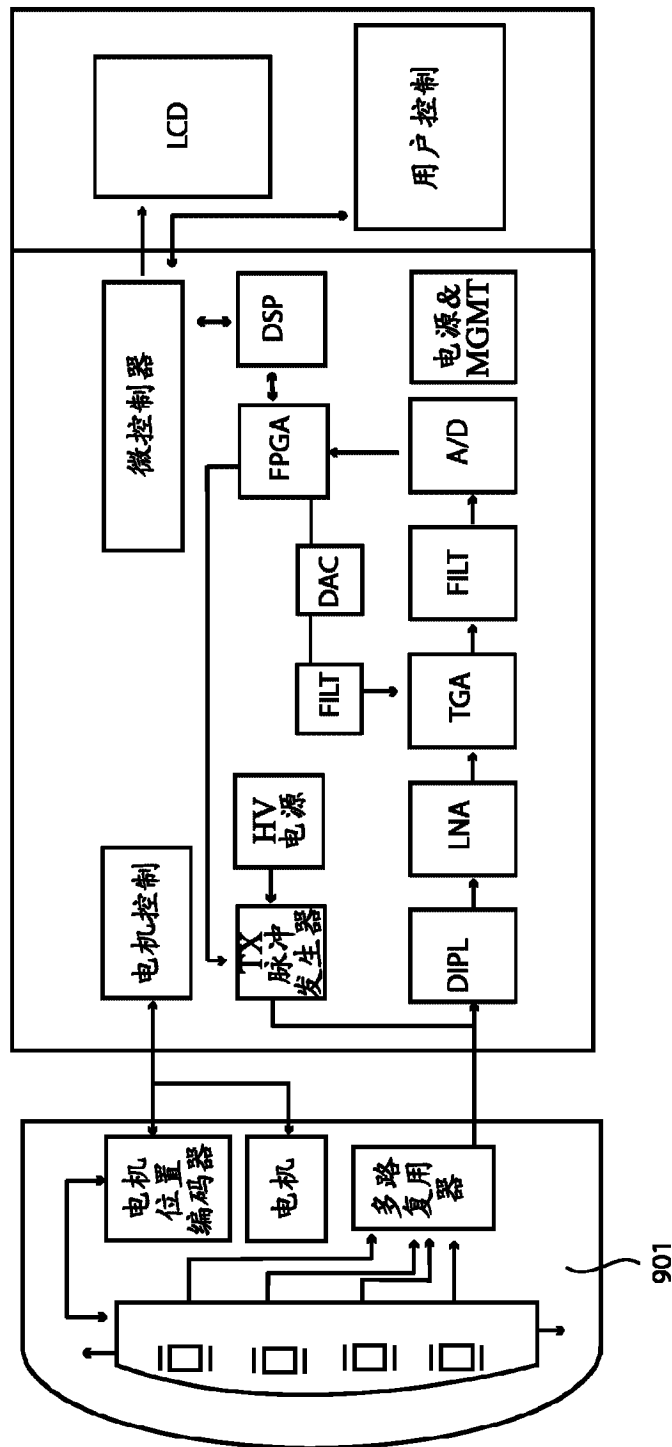 电机
位置
编码器
电机
多路
复用
器
901
电机控制
TX
脉冲
发生器
HV
电源
DIPL
LNA
TGA
FILT
A/D
FILT
DAC
FPGA
DSP
微控制器
电源&
MGMT
LCD
用户控制